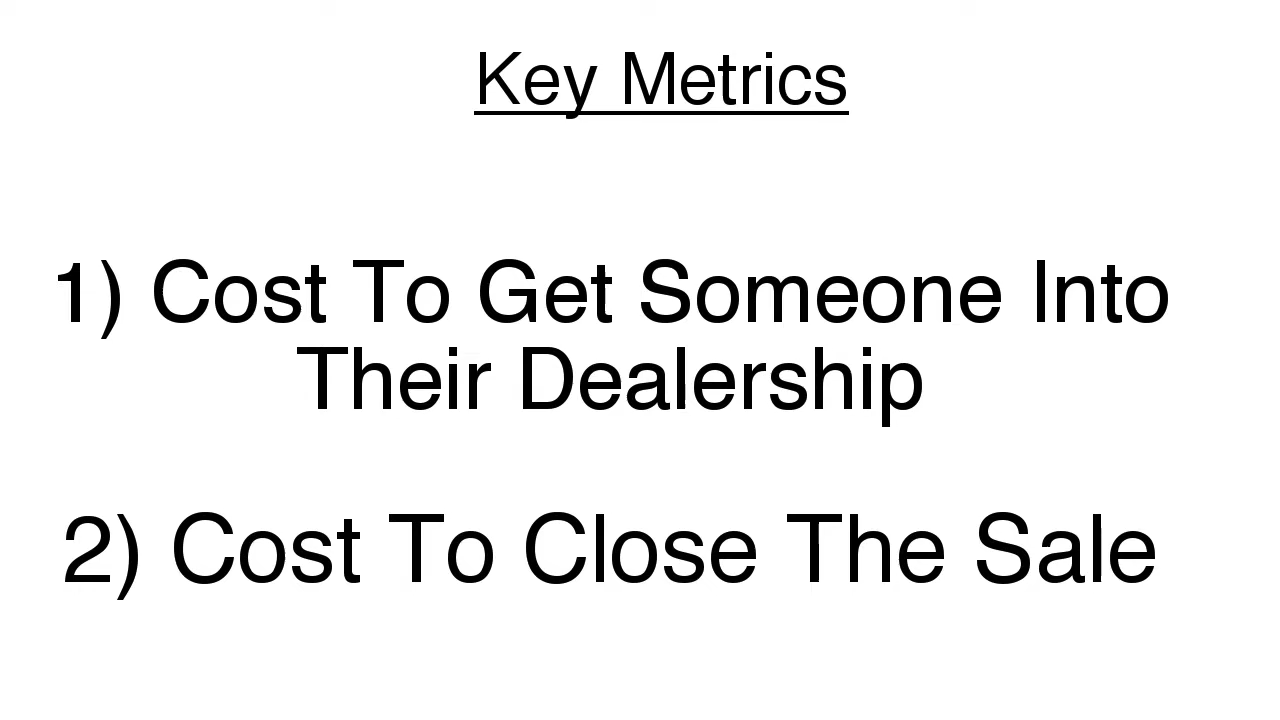 Key Metrics
1) Cost To Get Someone Into
Their Dealership
2) Cost To Close The Sale